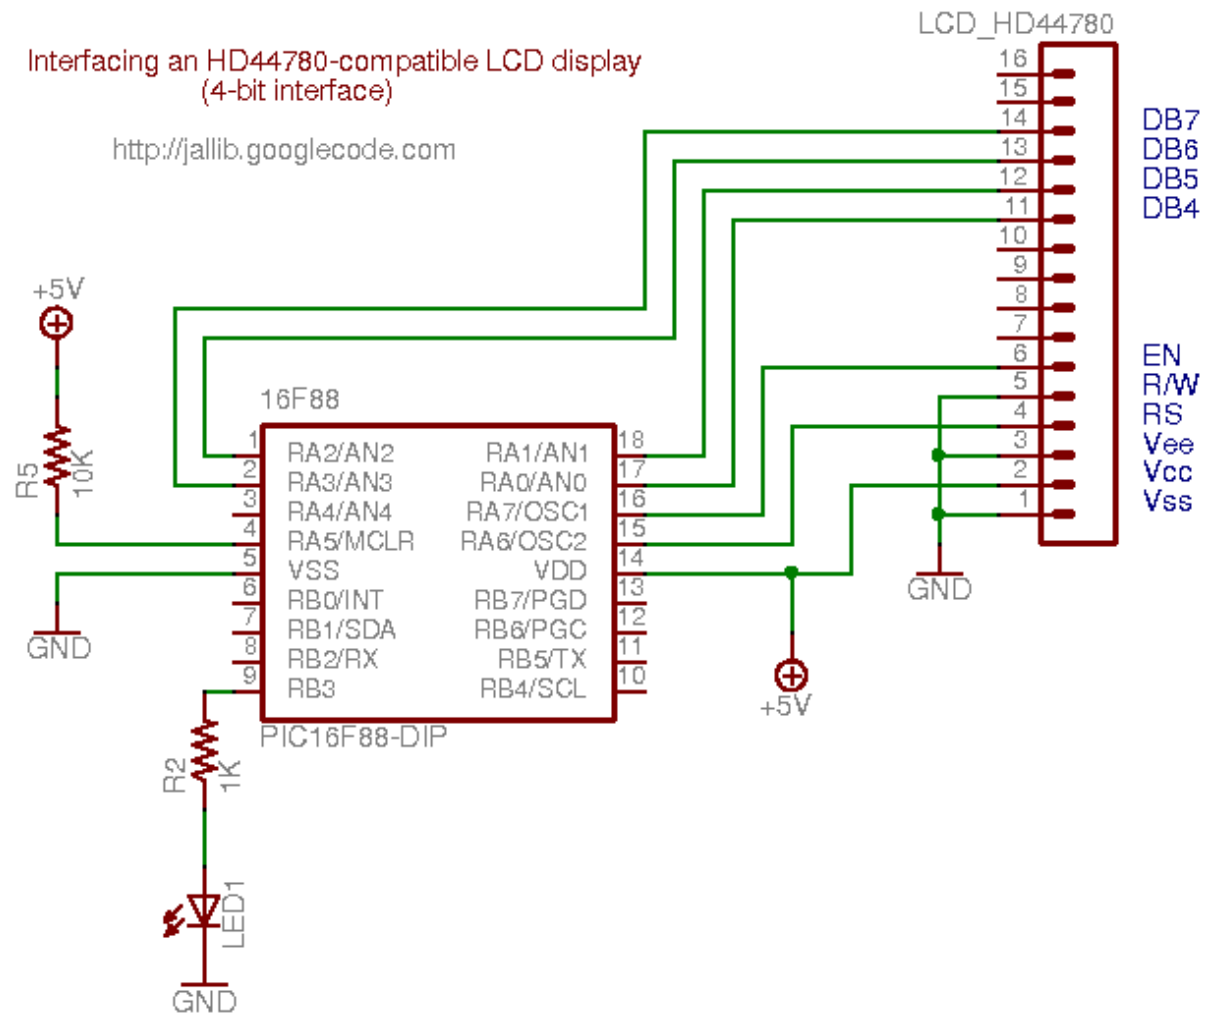 LCD_HD44780
Interfacing an HD44780-compatible LCD display
(4-bit interface)
http://jallib.googlecode.com
16
15
14 DB7
13 DB6
12 DB5
11 DB4
10
9
8
7
6 EN
5 R/W
4 RS
3 Vee
2 Vcc
1 Vss
GND
+5V
R5
10K
GND
16F88
1 RA2/AN2 RA1/AN1 18
2 RA3/AN3 RA0/AN0 17
3 RA4/AN4 RA7/OSC1 16
4 RA5/MCLR RA6/OSC2 15
5 VSS VDD 14
6 RB0/INT RB7/PGD 13
7 RB1/SDA RB6/PGC 12
8 RB2/RX RB5/TX 11
9 RB3 RB4/SCL 10
PIC16F88-DIP
+5V
R2
1K
LED1
GND